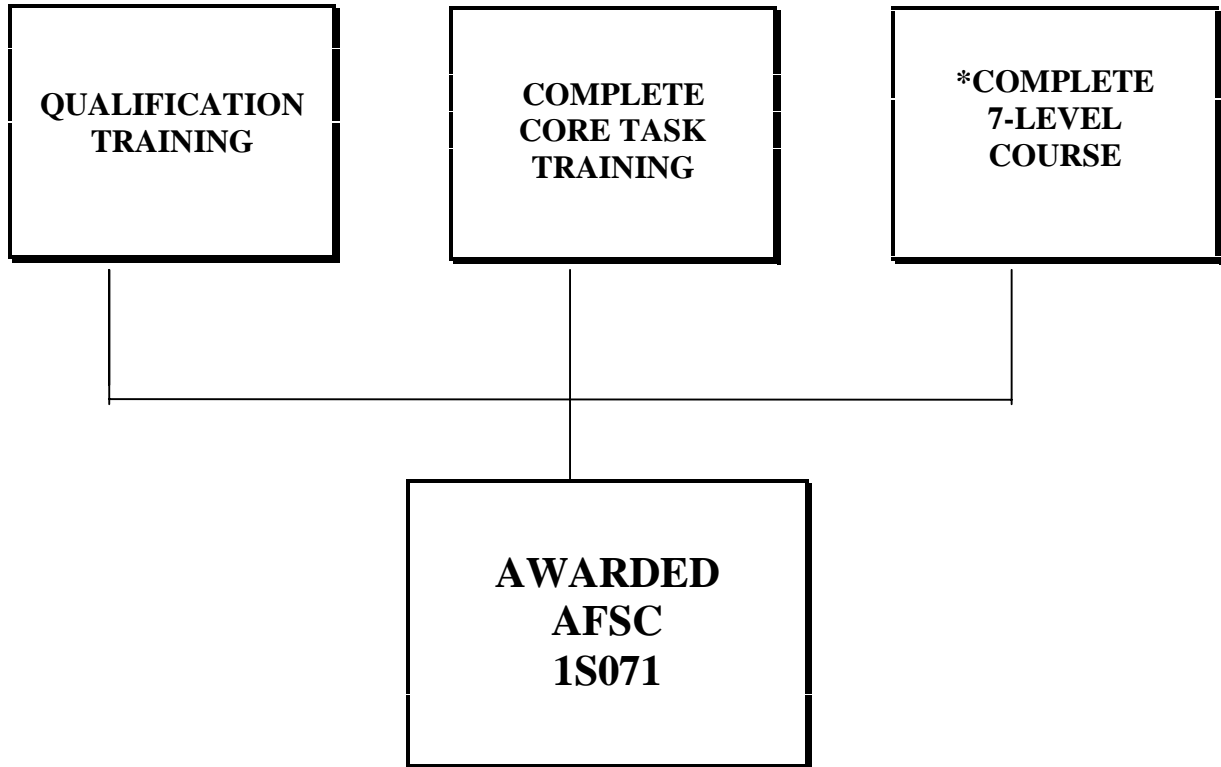 QUALIFICATION
TRAINING
COMPLETE
CORE TASK
TRAINING
*COMPLETE
7-LEVEL
COURSE
AWARDED
AFSC
1S071